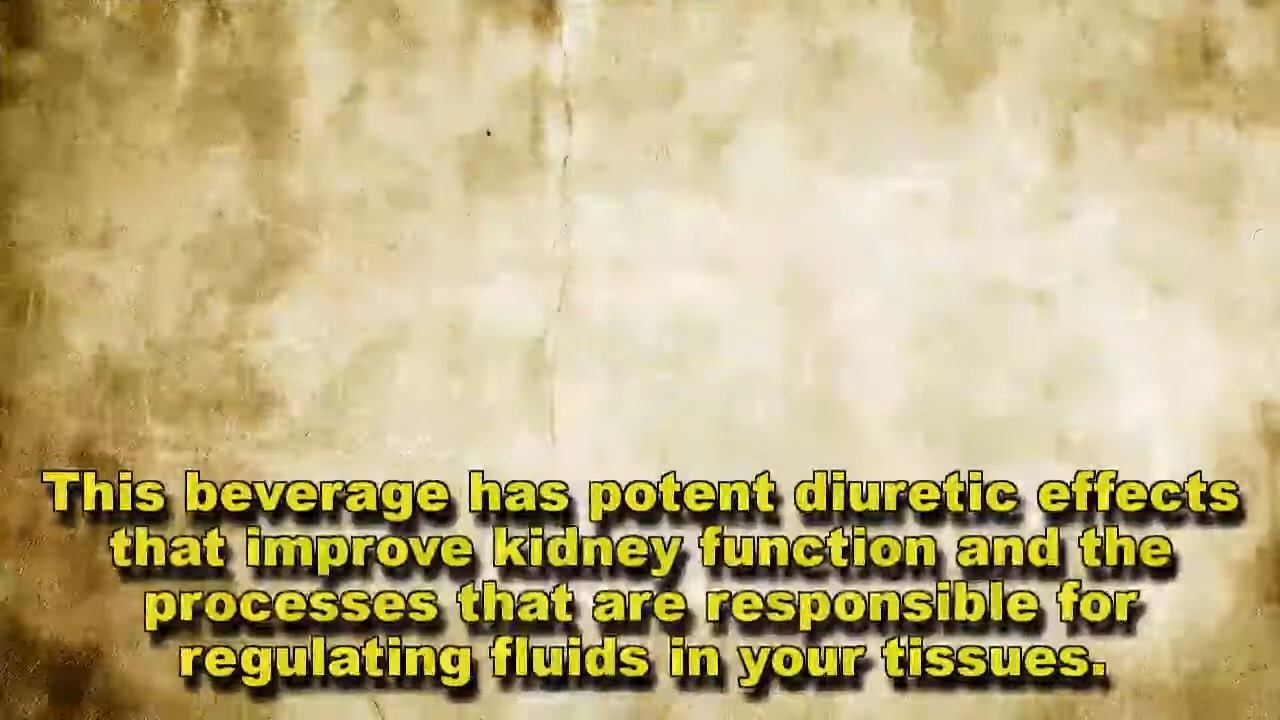 This beverage has potent diuretic effects
that improve kidney function and the
processes that are responsible for
regulating fluids in your tissues.